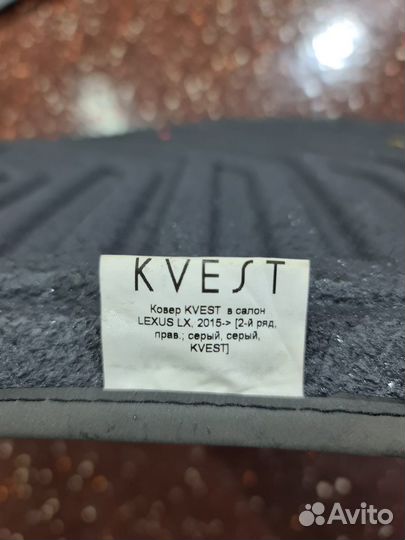 KVEST
Ковер KVEST в салон
LEXUS LX, 2015-> [2-й ряд,
прав.; серый, серый,
KVEST]
Avito